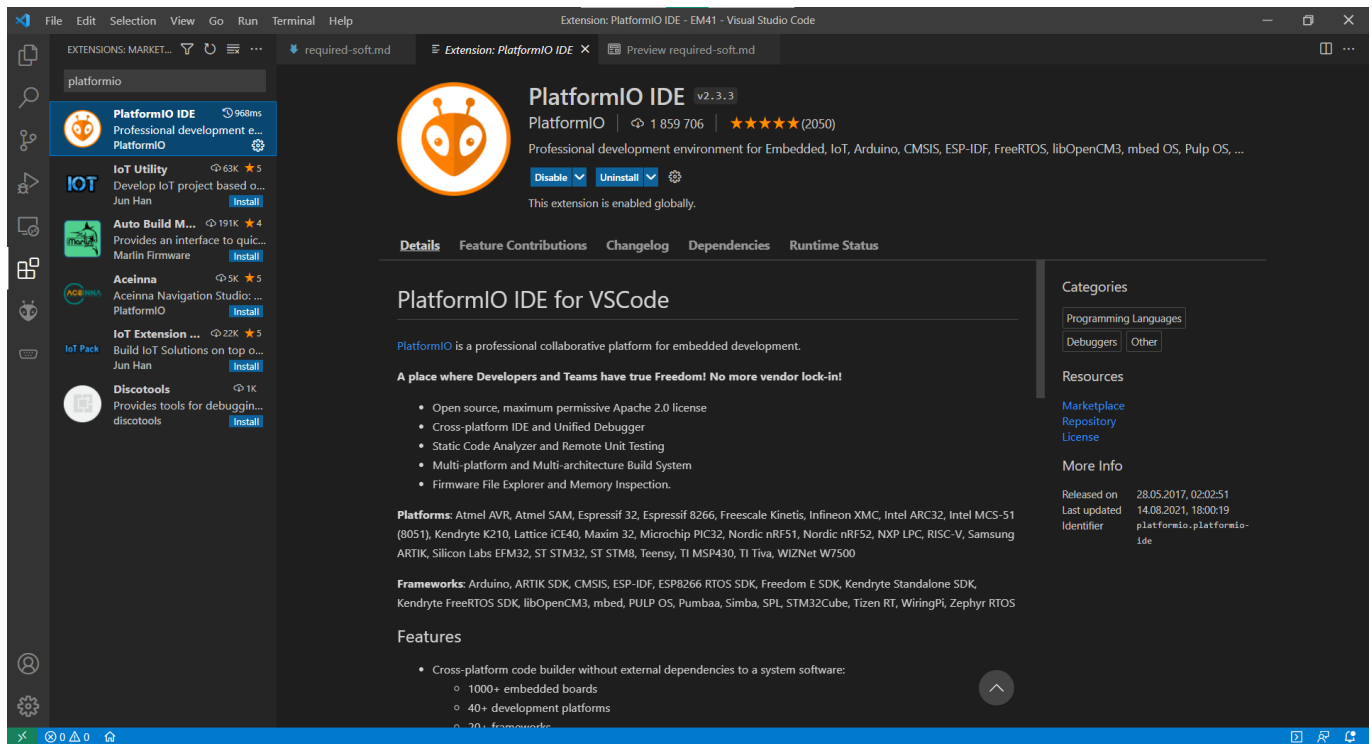 File Edit Selection View Go Run Terminal Help
Extension: PlatformIO IDE - EM41 - Visual Studio Code
EXTENSIONS: MARKET...
required-soft.md
Extension: PlatformIO IDE
Preview required-soft.md
platformio
PlatformIO IDE 968ms
Professional development e...
PlatformIO
IoT Utility 63K ★ 5
Develop IoT project based o...
Jun Han Install
Auto Build M... 191K ★ 4
Provides an interface to quic...
Marlin Firmware Install
Aceinna 5K ★ 5
Aceinna Navigation Studio: ...
PlatformIO Install
IoT Extension ... 22K ★ 5
Build IoT Solutions on top o...
Jun Han Install
Discotools 1K
Provides tools for debuggin...
discotools Install
IOT
marlin
ACEINNA
IoT Pack
PlatformIO IDE v2.3.3
PlatformIO | 1 859 706 | ★★★★★(2050)
Professional development environment for Embedded, IoT, Arduino, CMSIS, ESP-IDF, FreeRTOS, libOpenCM3, mbed OS, Pulp OS, ...
Disable Uninstall
This extension is enabled globally.
Details Feature Contributions Changelog Dependencies Runtime Status
PlatformIO IDE for VSCode
PlatformIO is a professional collaborative platform for embedded development.
A place where Developers and Teams have true Freedom! No more vendor lock-in!
• Open source, maximum permissive Apache 2.0 license
• Cross-platform IDE and Unified Debugger
• Static Code Analyzer and Remote Unit Testing
• Multi-platform and Multi-architecture Build System
• Firmware File Explorer and Memory Inspection.
Platforms: Atmel AVR, Atmel SAM, Espressif 32, Espressif 8266, Freescale Kinetis, Infineon XMC, Intel ARC32, Intel MCS-51
(8051), Kendryte K210, Lattice iCE40, Maxim 32, Microchip PIC32, Nordic nRF51, Nordic nRF52, NXP LPC, RISC-V, Samsung
ARTIK, Silicon Labs EFM32, ST STM32, ST STM8, Teensy, TI MSP430, TI Tiva, WIZNet W7500
Frameworks: Arduino, ARTIK SDK, CMSIS, ESP-IDF, ESP8266 RTOS SDK, Freedom E SDK, Kendryte Standalone SDK,
Kendryte FreeRTOS SDK, libOpenCM3, mbed, PULP OS, Pumbaa, Simba, SPL, STM32Cube, Tizen RT, WiringPi, Zephyr RTOS
Features
• Cross-platform code builder without external dependencies to a system software:
◦ 1000+ embedded boards
◦ 40+ development platforms
◦ 20+ frameworks
Categories
Programming Languages
Debuggers Other
Resources
Marketplace
Repository
License
More Info
Released on 28.05.2017, 02:02:51
Last updated 14.08.2021, 18:00:19
Identifier platformio.platformio-
ide
0 0